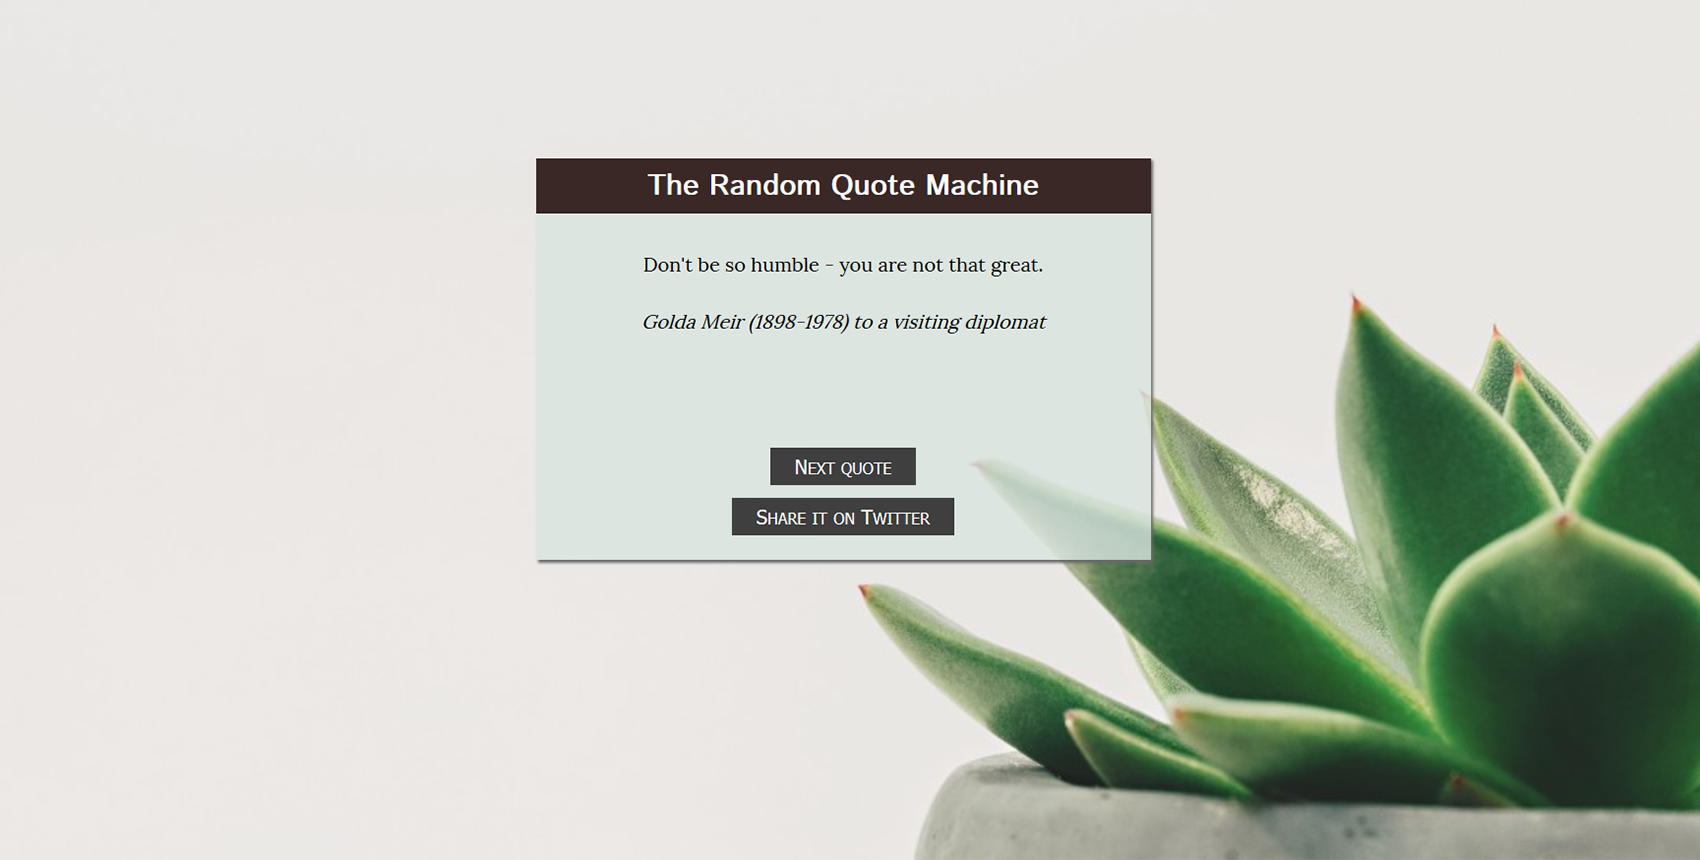 The Random Quote Machine
Don't be so humble - you are not that great.
Golda Meir (1898-1978) to a visiting diplomat
Next quote
Share it on Twitter